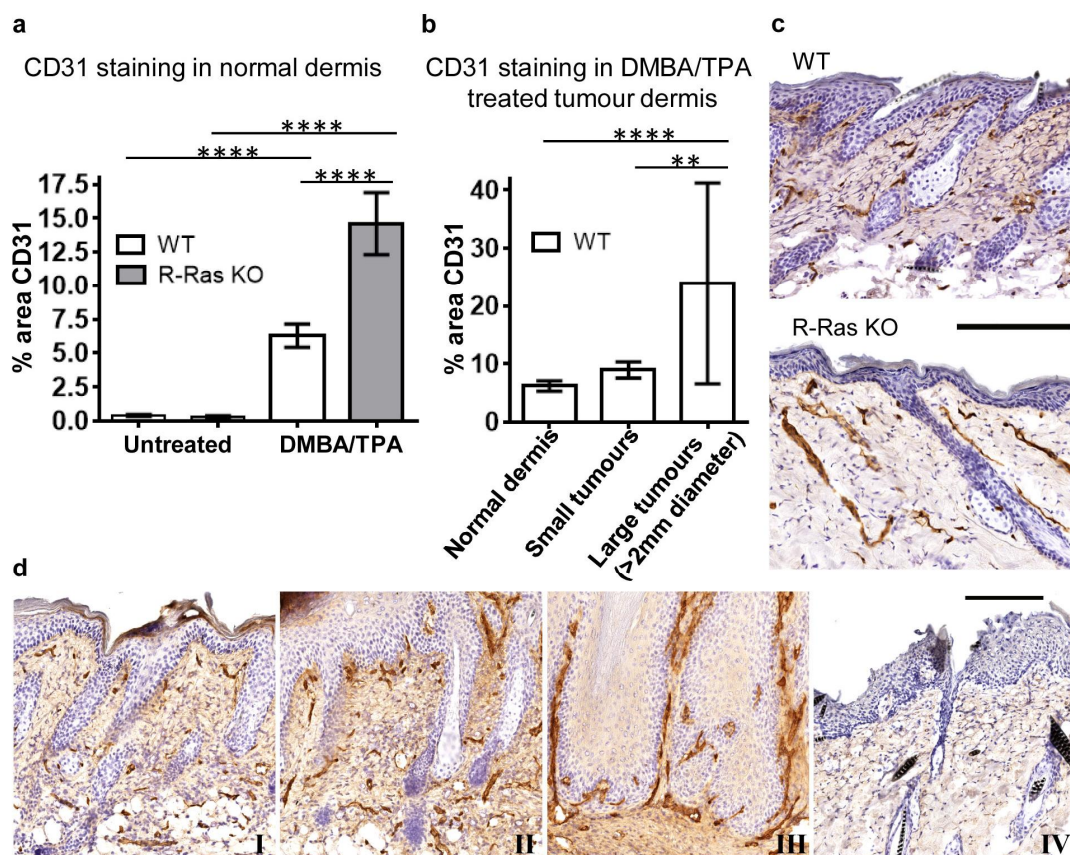 a
CD31 staining in normal dermis
****
****
****
% area CD31
17.5
15.0
12.5
10.0
7.5
5.0
2.5
0.0
WT
R-Ras KO
Untreated
DMBA/TPA
b
CD31 staining in DMBA/TPA
treated tumour dermis
****
**
% area CD31
40
30
20
10
0
WT
Normal dermis
Small tumours
Large tumours
(>2mm diameter)
c
WT
R-Ras KO
d
I
II
III
IV